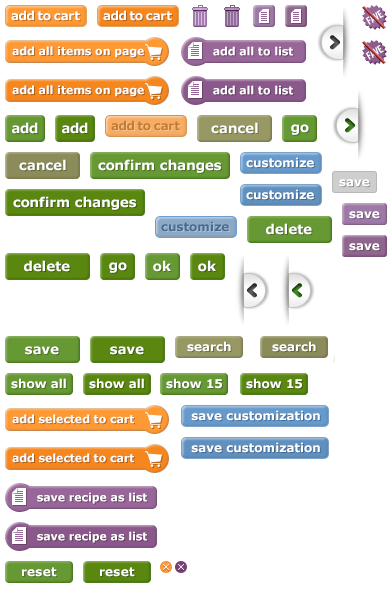 add to cart add to cart
add all items on page add all to list
add all items on page add all to list
add add add to cart cancel go
cancel confirm changes customize
save
confirm changes customize
save
customize delete
save
delete go ok ok
save save search search
show all show all show 15 show 15
add selected to cart save customization
add selected to cart save customization
save recipe as list
save recipe as list
reset reset